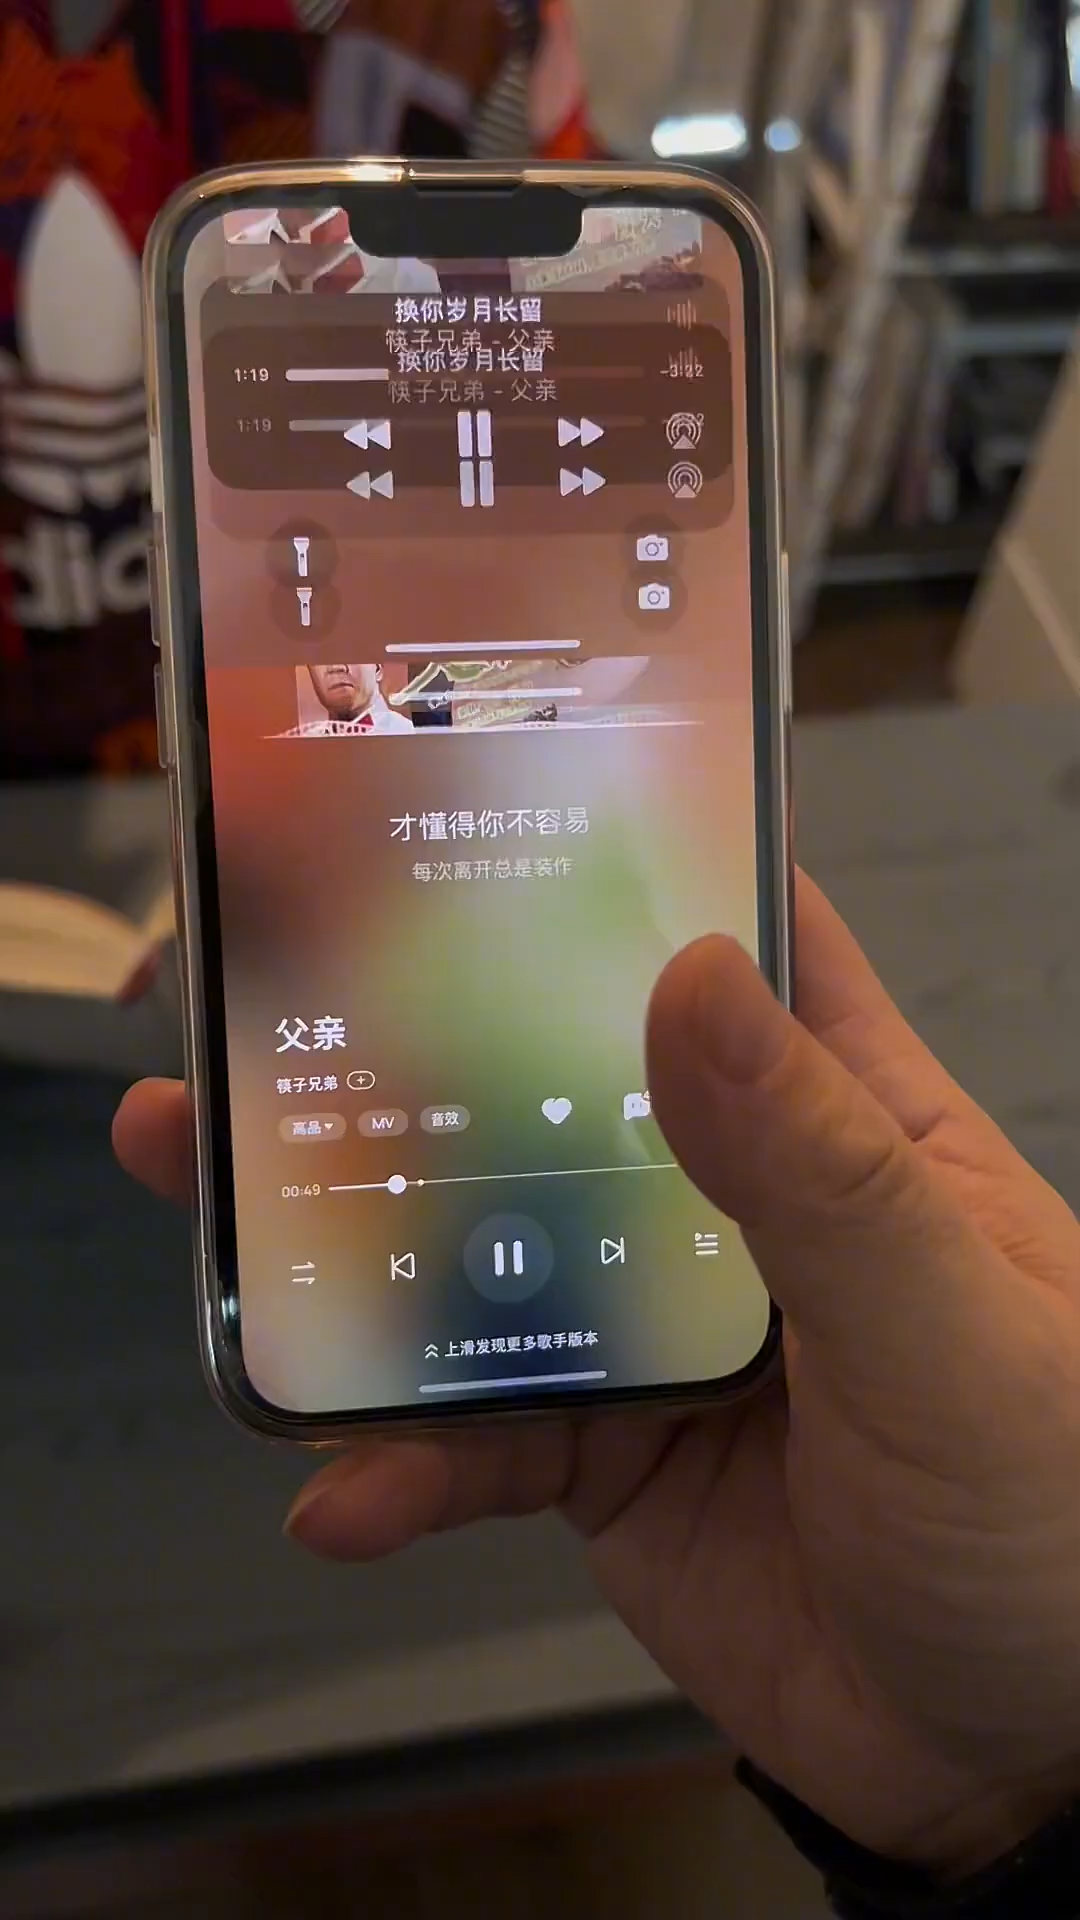 换你岁月长留
筷子兄弟 - 父亲
换你岁月长留
1:19
-3:22
筷子兄弟 - 父亲
1:19
才懂得你不容易
每次离开总是装作
父亲
筷子兄弟
高品 MV 音效
00:49
上滑发现更多歌手版本